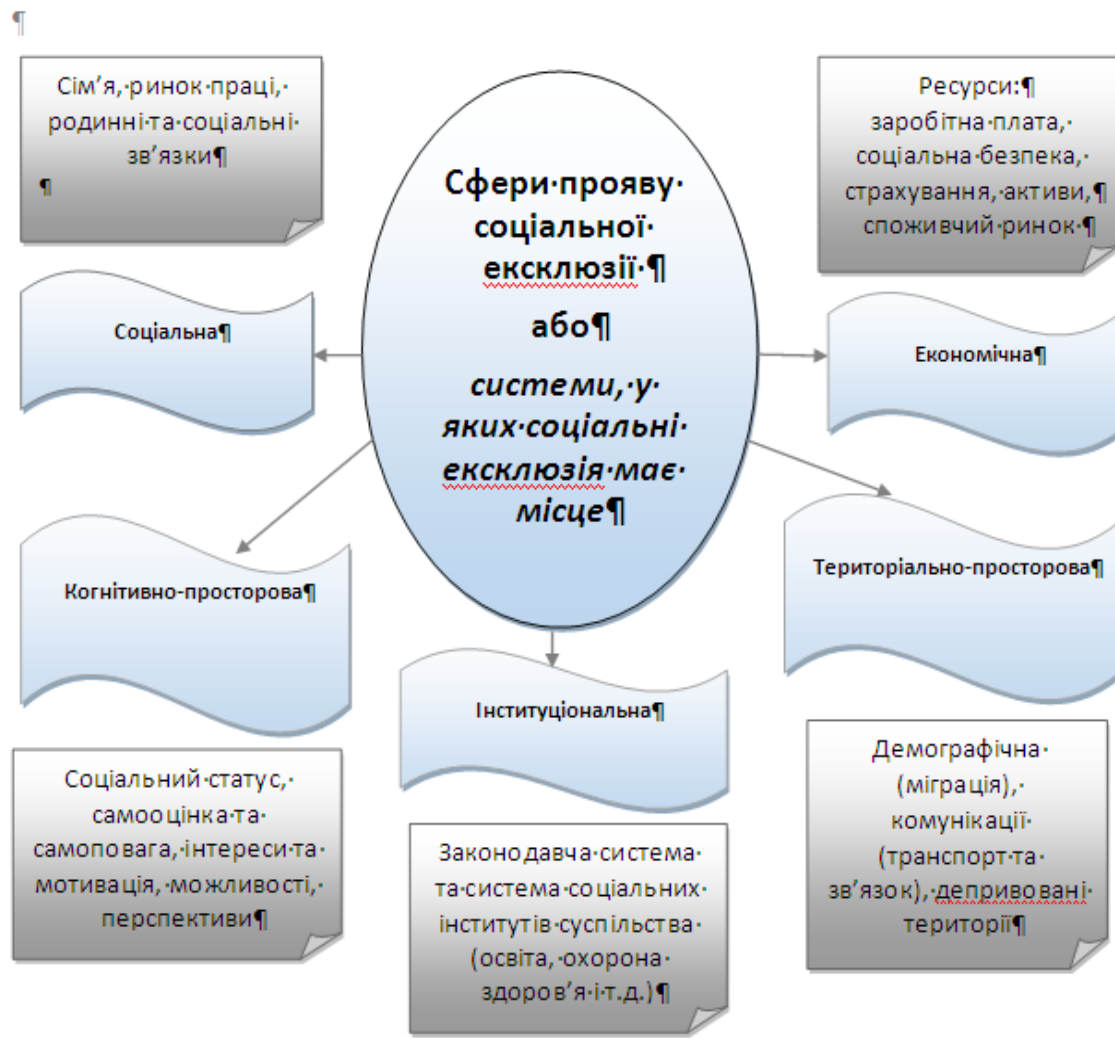 ¶
Сім’я,·ринок·праці,·
родинні·та·соціальні·
зв’язки¶
¶
Сфери·прояву·
соціальної·
ексклюзії·¶
або¶
системи,·у·
яких·соціальні·
ексклюзія·має·
місце¶
Ресурси:¶
заробітна·плата,·
соціальна·безпека,·
страхування,·активи,¶
споживчий·ринок·¶
Соціальна¶
Економічна¶
Когнітивно-просторова¶
Територіально-просторова¶
Інституціональна¶
Соціальний·статус,·
самооцінка·та·
самоповага,·інтереси·та·
мотивація,·можливості,·
перспективи¶
Законодавча·система·
та·система·соціальних·
інститутів·суспільства·
(освіта,·охорона·
здоров’я·і·т.д.)¶
Демографічна·
(міграція),·
комунікації·
(транспорт·та·
зв’язок),·депривовані·
території¶